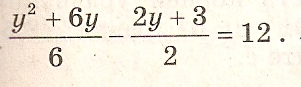 (y² + 6y)/6 − (2y + 3)/2 = 12.